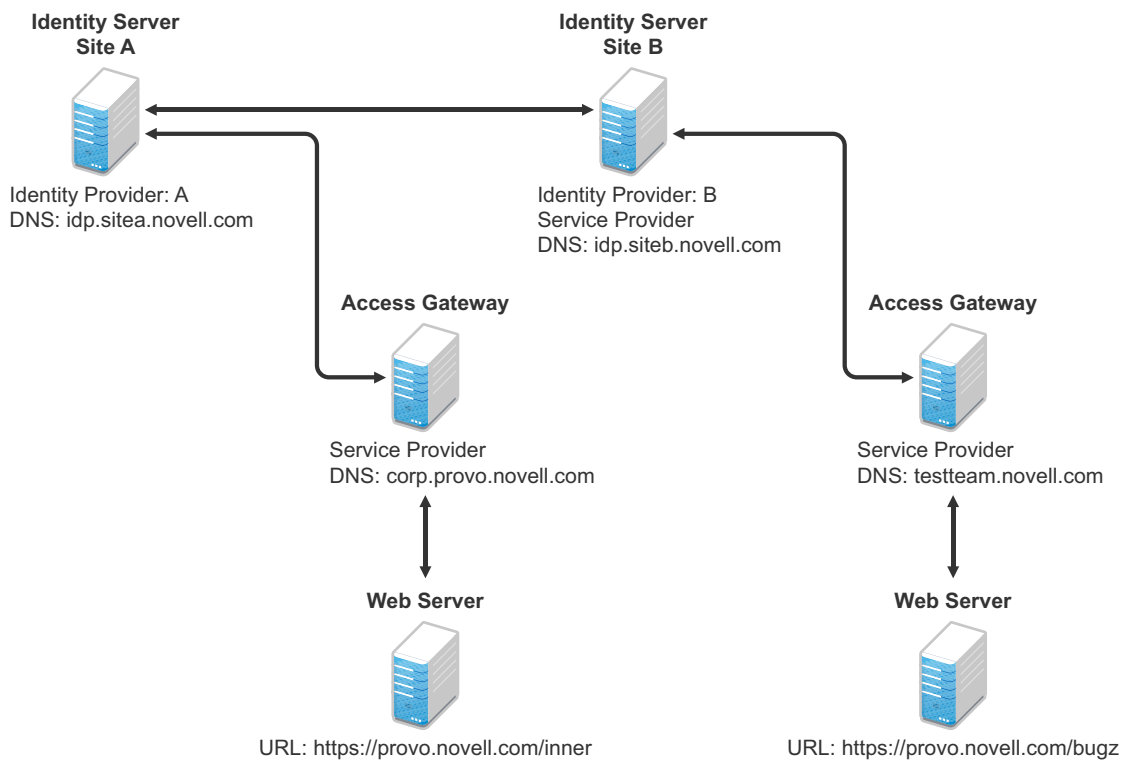 Identity Server
Site A
Identity Server
Site B
Identity Provider: A
DNS: idp.sitea.novell.com
Identity Provider: B
Service Provider
DNS: idp.siteb.novell.com
Access Gateway
Access Gateway
Service Provider
DNS: corp.provo.novell.com
Service Provider
DNS: testteam.novell.com
Web Server
Web Server
URL: https://provo.novell.com/inner
URL: https://provo.novell.com/bugz